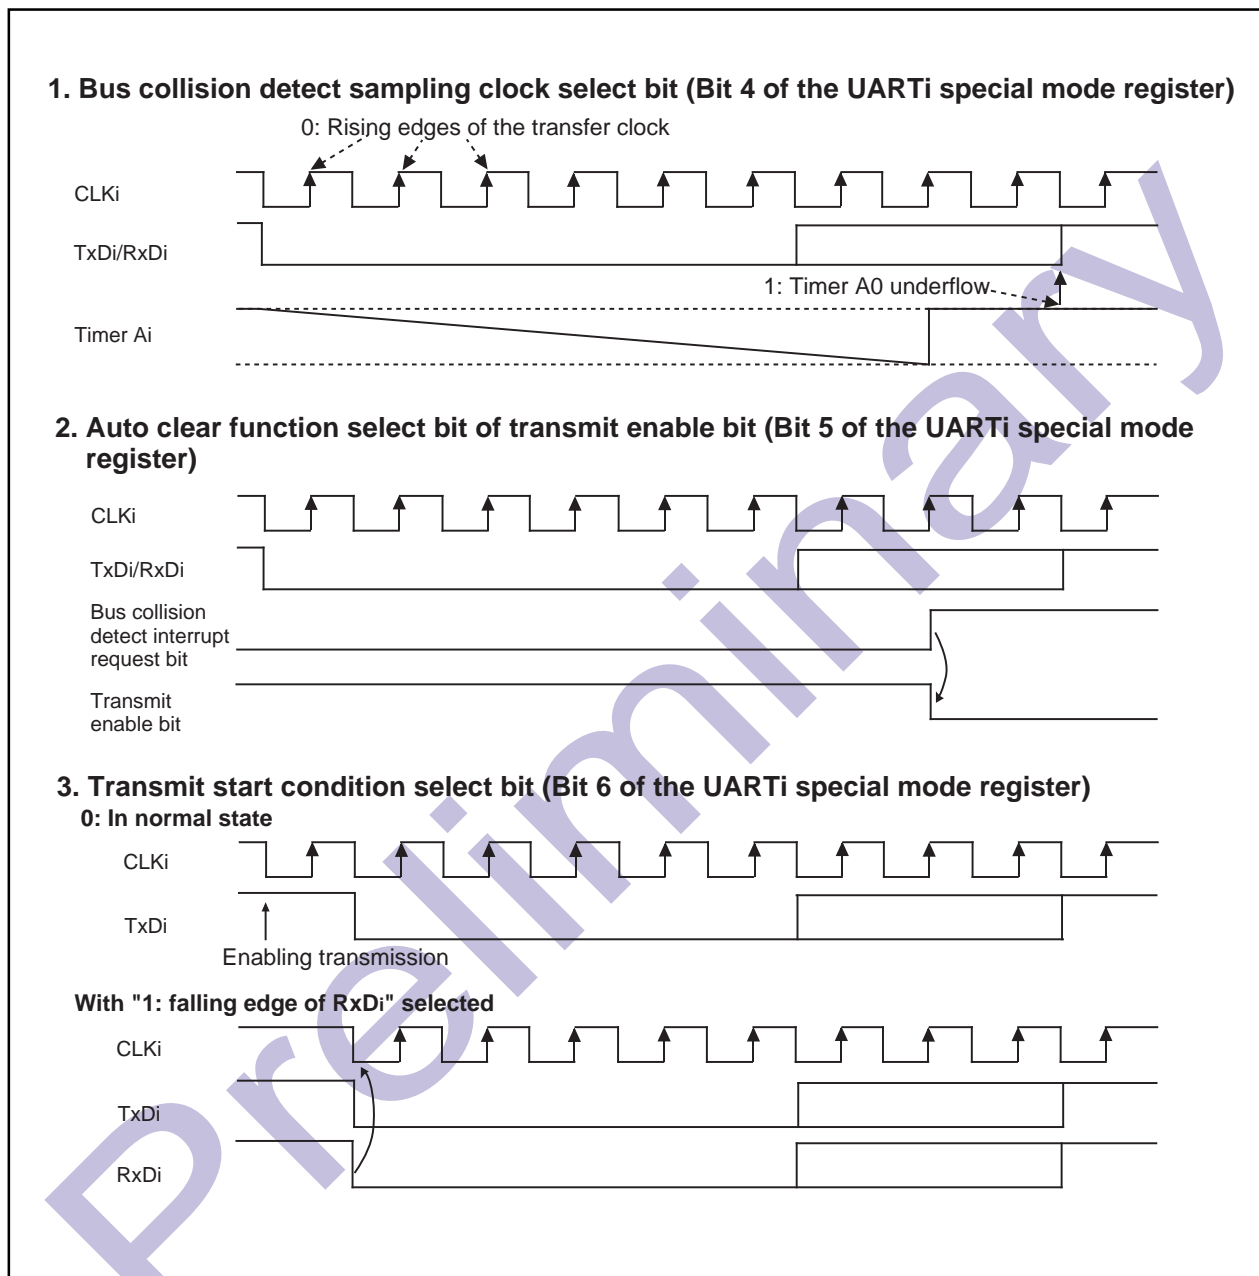 1. Bus collision detect sampling clock select bit (Bit 4 of the UARTi special mode register)
0: Rising edges of the transfer clock
CLKi
TxDi/RxDi
1: Timer A0 underflow
Timer Ai
2. Auto clear function select bit of transmit enable bit (Bit 5 of the UARTi special mode
register)
CLKi
TxDi/RxDi
Bus collision
detect interrupt
request bit
Transmit
enable bit
3. Transmit start condition select bit (Bit 6 of the UARTi special mode register)
0: In normal state
CLKi
TxDi
Enabling transmission
With "1: falling edge of RxDi" selected
CLKi
TxDi
RxDi
Preliminary